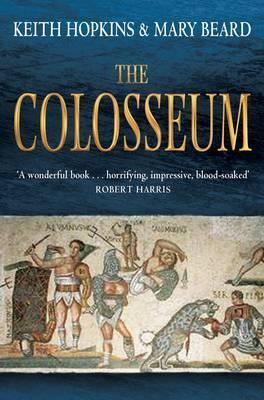 KEITH HOPKINS & MARY BEARD
THE
COLOSSEUM
'A wonderful book . . . horrifying, impressive, blood-soaked'
ROBERT HARRIS